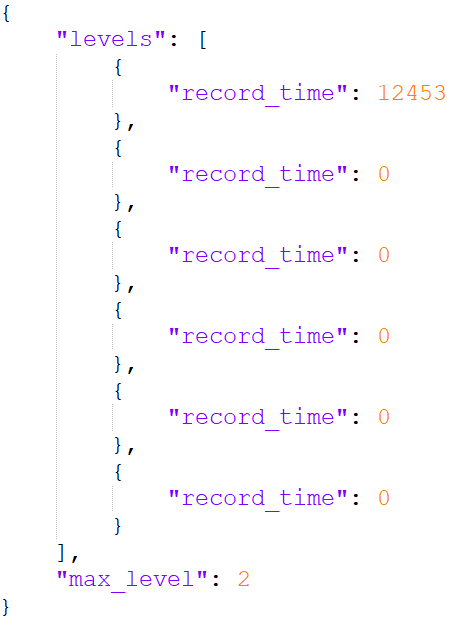 {
    "levels": [
        {
            "record_time": 12453
        },
        {
            "record_time": 0
        },
        {
            "record_time": 0
        },
        {
            "record_time": 0
        },
        {
            "record_time": 0
        },
        {
            "record_time": 0
        }
    ],
    "max_level": 2
}